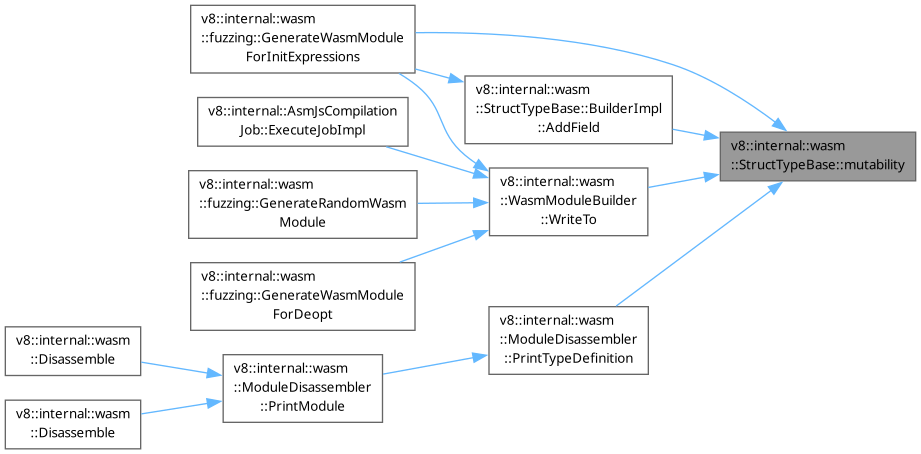 v8::internal::wasm
::fuzzing::GenerateWasmModule
ForInitExpressions
v8::internal::wasm
::StructTypeBase::BuilderImpl
::AddField
v8::internal::AsmJsCompilation
Job::ExecuteJobImpl
v8::internal::wasm
::StructTypeBase::mutability
v8::internal::wasm
::fuzzing::GenerateRandomWasm
Module
v8::internal::wasm
::WasmModuleBuilder
::WriteTo
v8::internal::wasm
::fuzzing::GenerateWasmModule
ForDeopt
v8::internal::wasm
::ModuleDisassembler
::PrintTypeDefinition
v8::internal::wasm
::Disassemble
v8::internal::wasm
::ModuleDisassembler
::PrintModule
v8::internal::wasm
::Disassemble